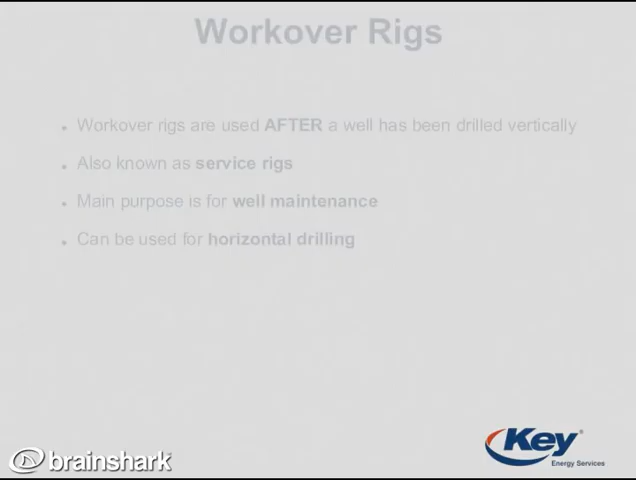 Workover Rigs
• Workover rigs are used AFTER a well has been drilled vertically
• Also known as service rigs
• Main purpose is for well maintenance
• Can be used for horizontal drilling
Key®
Energy Services
brainshark